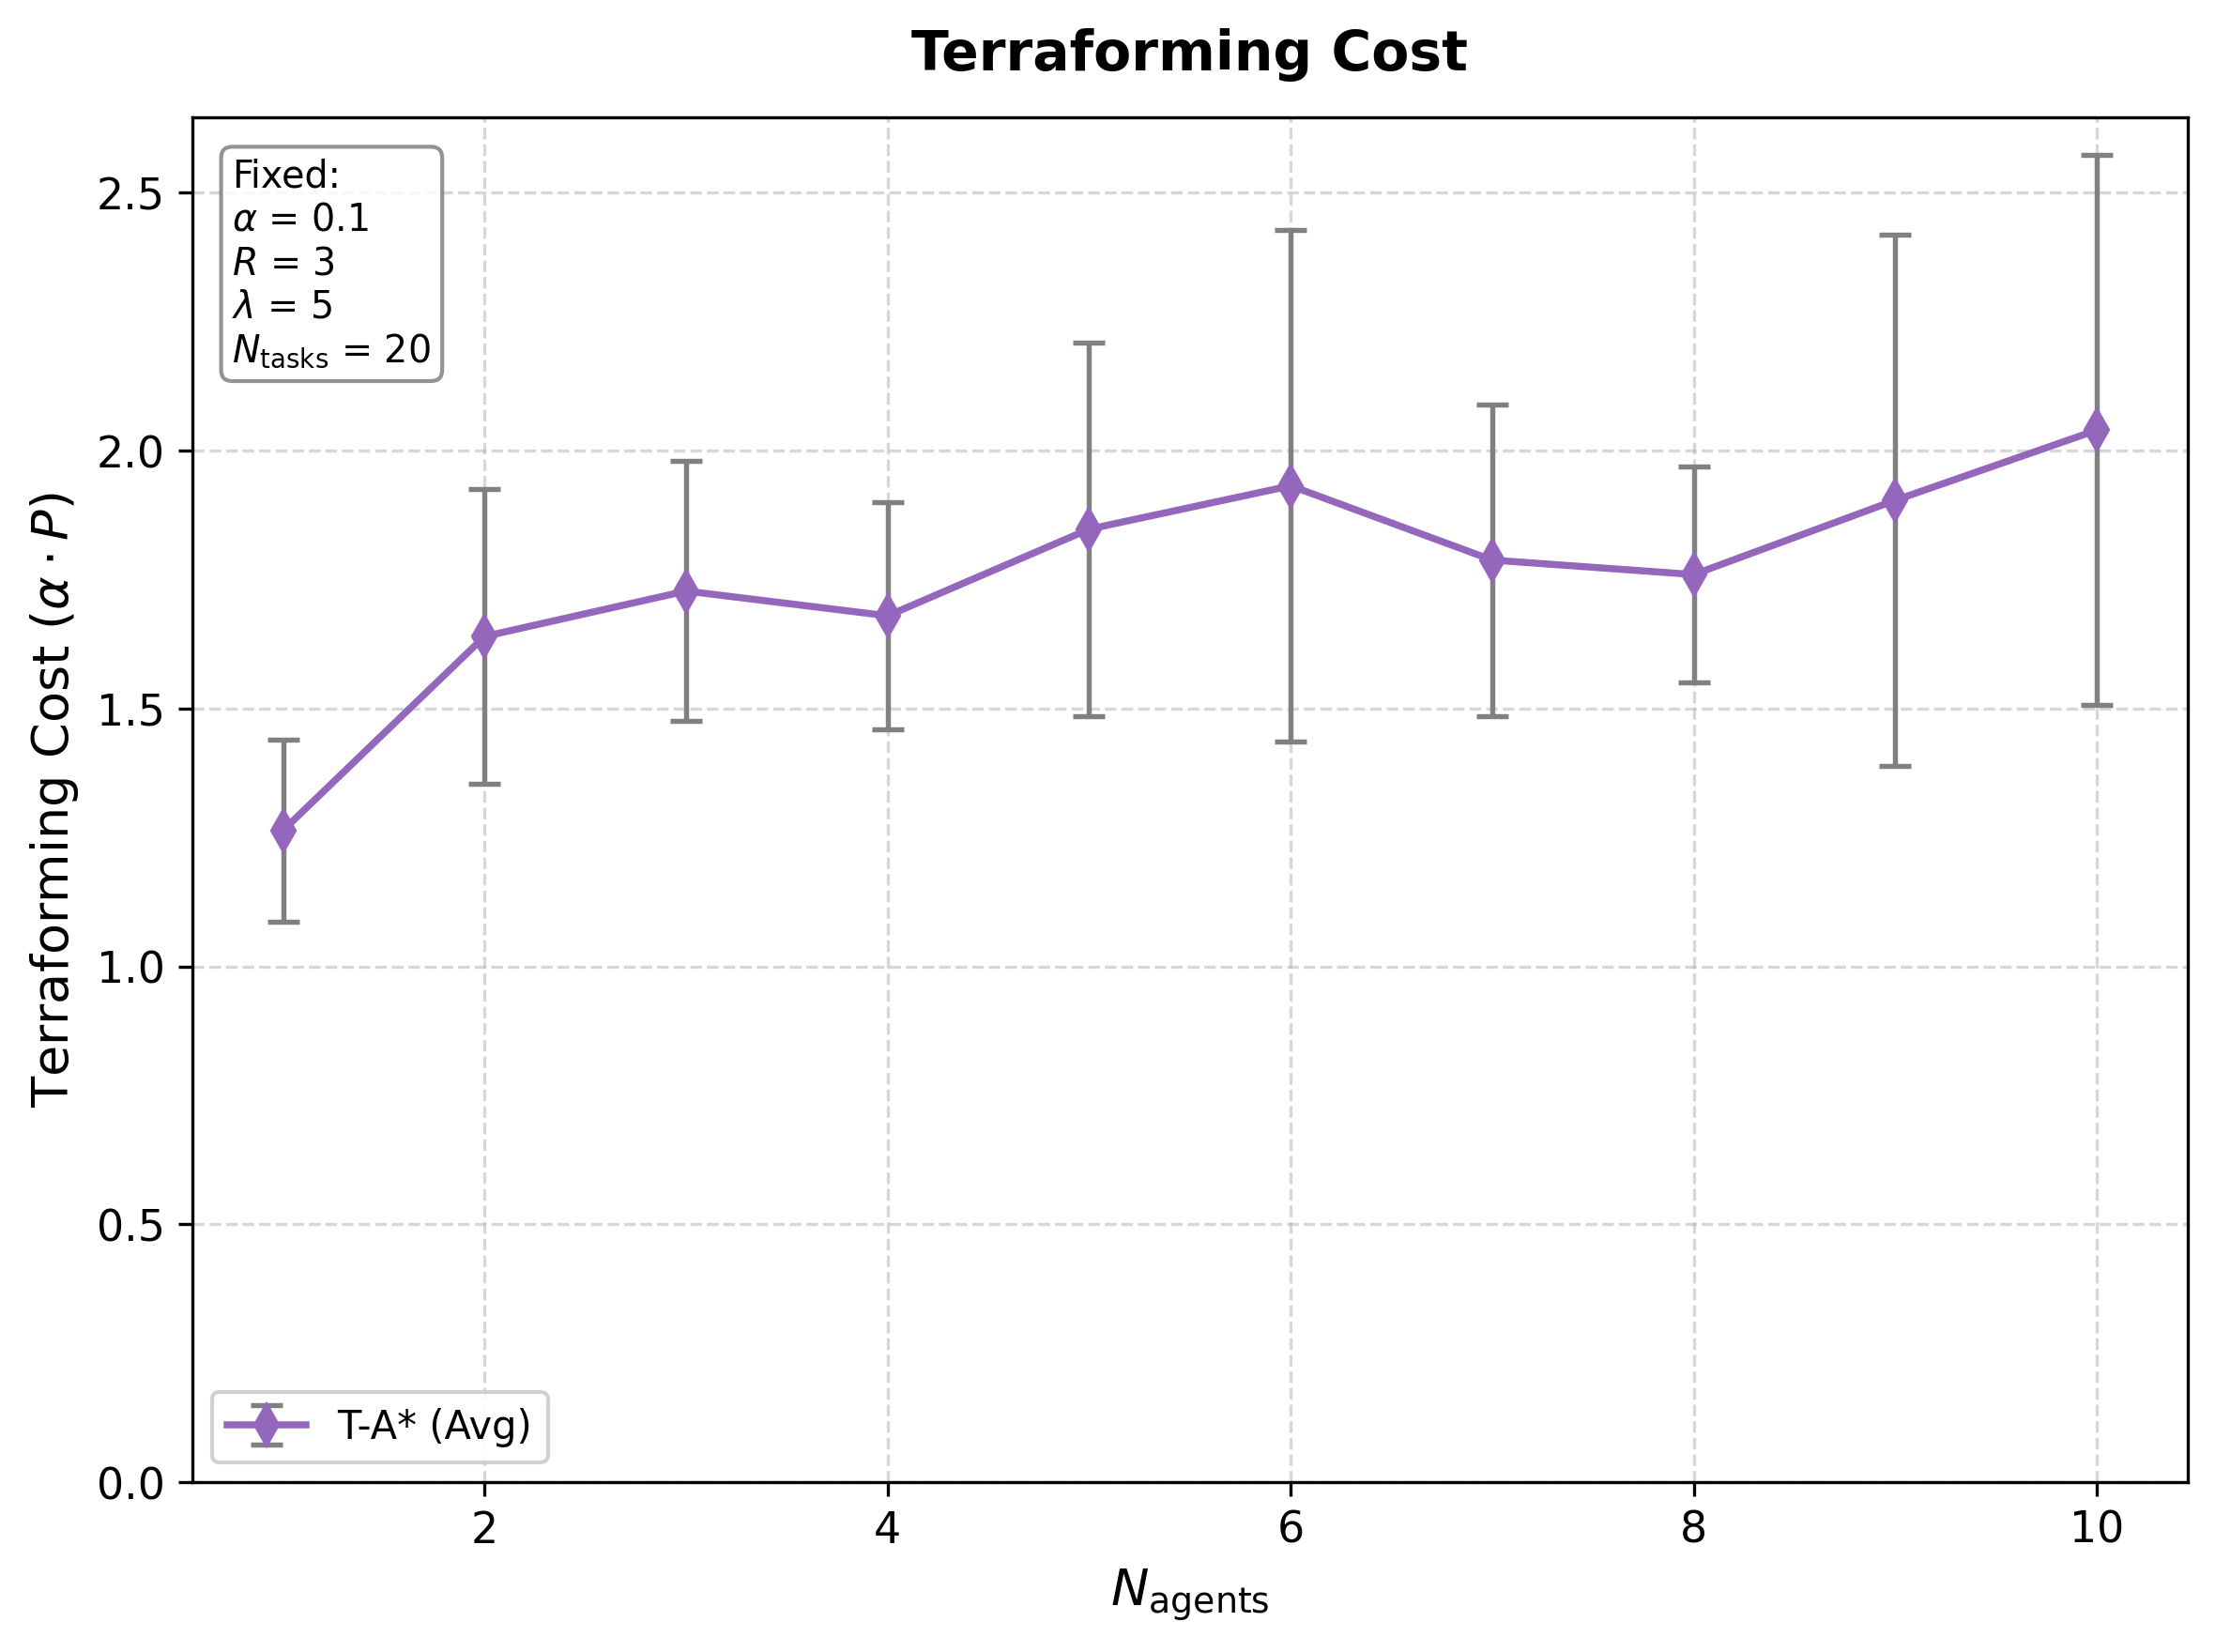 Terraforming Cost
Fixed:
α = 0.1
R = 3
λ = 5
N_tasks = 20
Terraforming Cost (α · P)
2.5
2.0
1.5
1.0
0.5
0.0
T-A* (Avg)
2 4 6 8 10
N_agents